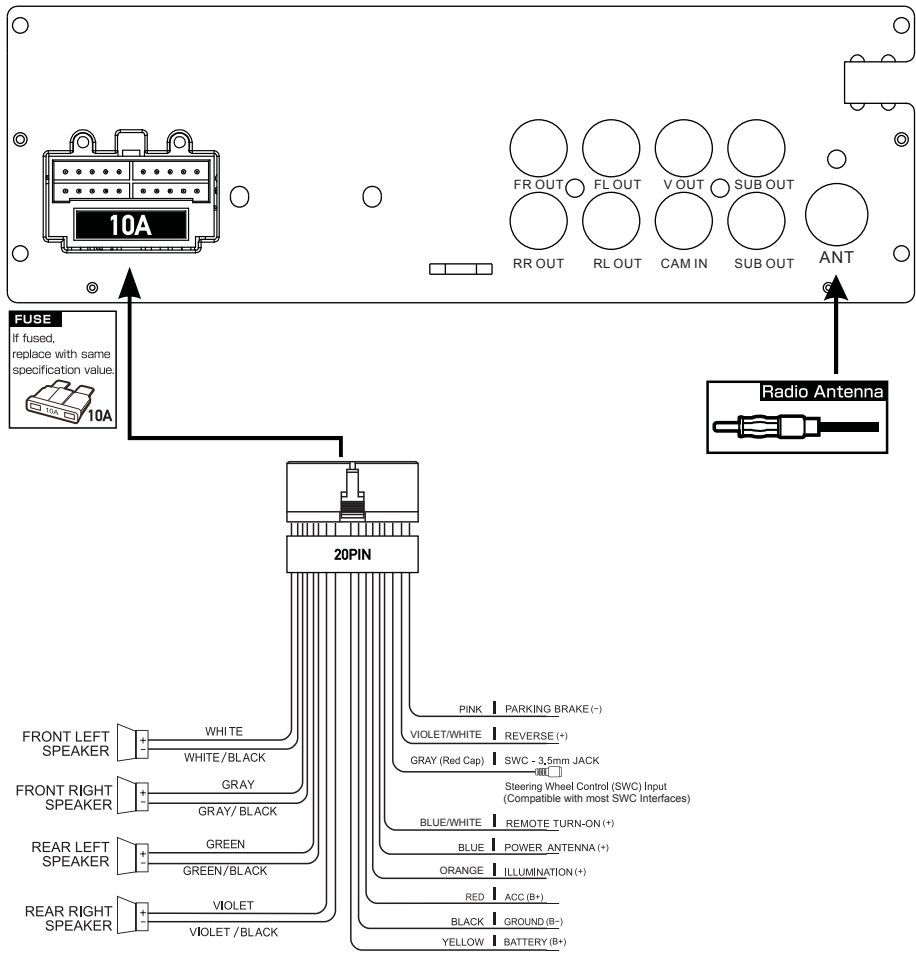 FR OUT FL OUT V OUT SUB OUT
10A
RR OUT RL OUT CAM IN SUB OUT
ANT
FUSE
If fused,
replace with same
specification value.
10A
10A
Radio Antenna
20PIN
FRONT LEFT
SPEAKER
+
-
WHITE
WHITE/BLACK
FRONT RIGHT
SPEAKER
+
-
GRAY
GRAY/BLACK
REAR LEFT
SPEAKER
+
-
GREEN
GREEN/BLACK
REAR RIGHT
SPEAKER
+
-
VIOLET
VIOLET /BLACK
PINK PARKING BRAKE (-)
VIOLET/WHITE REVERSE (+)
GRAY (Red Cap) SWC - 3.5mm JACK
Steering Wheel Control (SWC) Input
(Compatible with most SWC Interfaces)
BLUE/WHITE REMOTE TURN-ON (+)
BLUE POWER ANTENNA (+)
ORANGE ILLUMINATION (+)
RED ACC (B+)
BLACK GROUND (B-)
YELLOW BATTERY (B+)